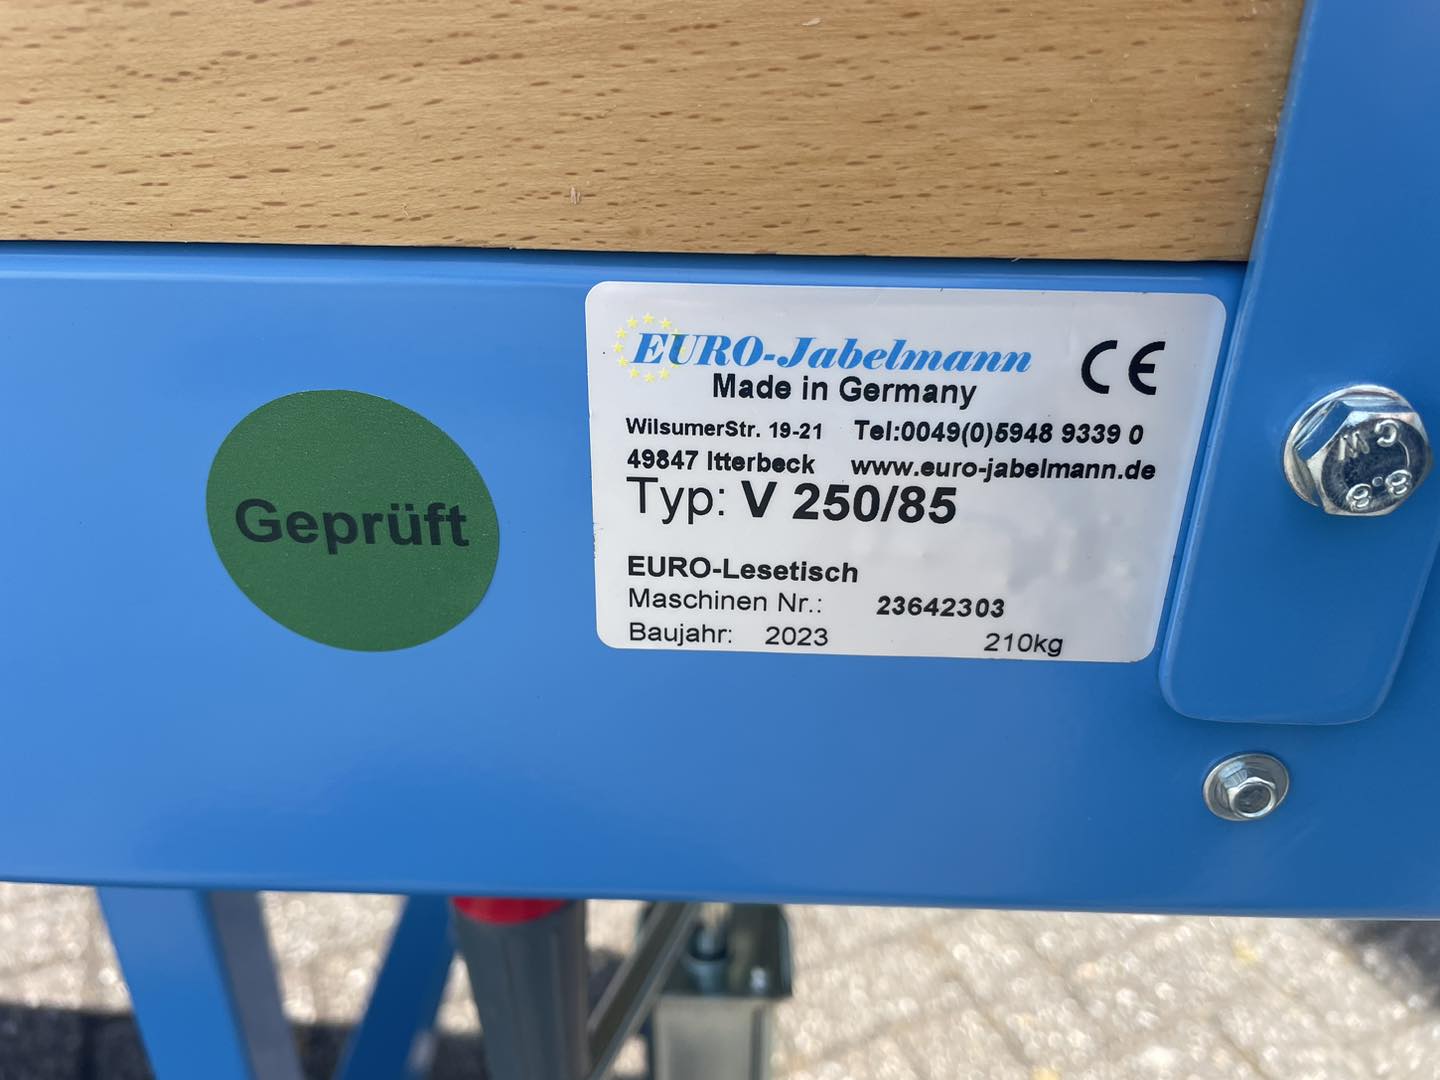 EURO-Jabelmann
CE
Made in Germany
WilsumerStr. 19-21 Tel:0049(0)5948 9339 0
49847 Itterbeck www.euro-jabelmann.de
Typ: V 250/85
EURO-Lesetisch
Maschinen Nr.: 23642303
Baujahr: 2023 210kg
Geprüft
CW
8.8